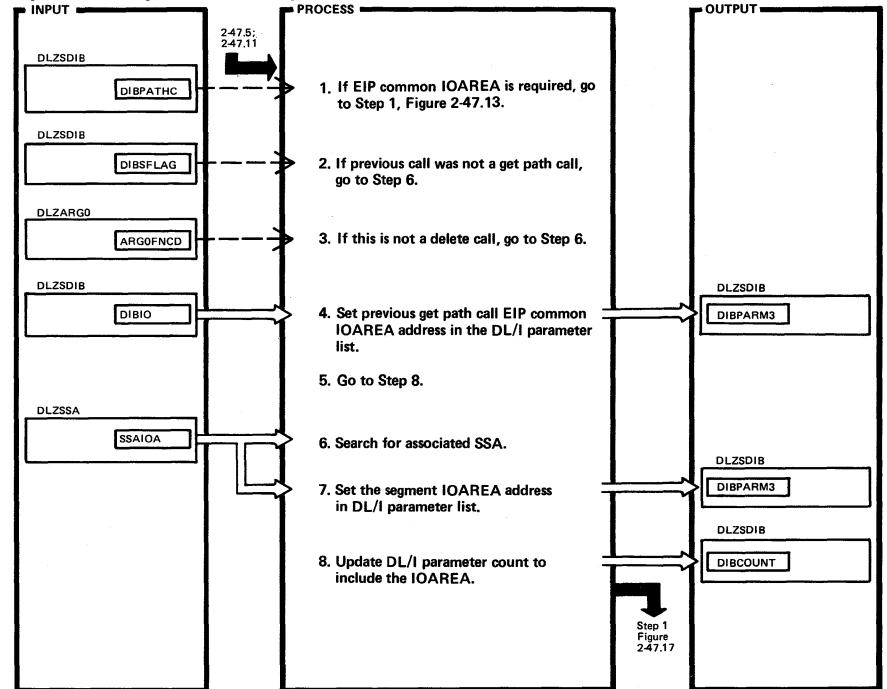 INPUT
PROCESS
OUTPUT
2-47.5;
2-47.11
DLZSDIB
DIBPATHC
1. If EIP common IOAREA is required, go
to Step 1, Figure 2-47.13.
DLZSDIB
DIBSFLAG
2. If previous call was not a get path call,
go to Step 6.
DLZARG0
ARG0FNCD
3. If this is not a delete call, go to Step 6.
DLZSDIB
DIBIO
4. Set previous get path call EIP common
IOAREA address in the DL/I parameter
list.
DLZSDIB
DIBPARM3
5. Go to Step 8.
DLZSSA
SSAIOA
6. Search for associated SSA.
7. Set the segment IOAREA address
in DL/I parameter list.
DLZSDIB
DIBPARM3
8. Update DL/I parameter count to
include the IOAREA.
DLZSDIB
DIBCOUNT
Step 1
Figure
2-47.17